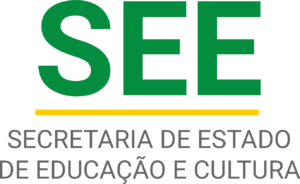 SEE
SECRETARIA DE ESTADO
DE EDUCAÇÃO E CULTURA